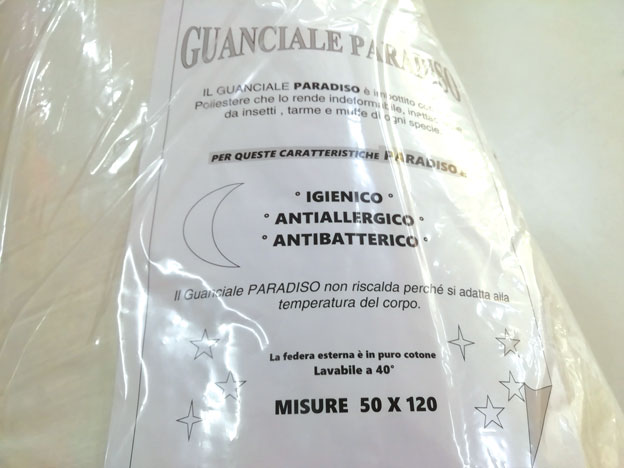 GUANCIALE PARADISO
IL GUANCIALE PARADISO è imbottito
Poliestere che lo rende indeformabile,
da insetti , tarme e muffe di ogni specie.
PER QUESTE CARATTERISTICHE PARADISO
° IGIENICO °
° ANTIALLERGICO °
° ANTIBATTERICO °
Il Guanciale PARADISO non riscalda perché si adatta alla
temperatura del corpo.
La federa esterna è in puro cotone
Lavabile a 40°
MISURE 50 X 120